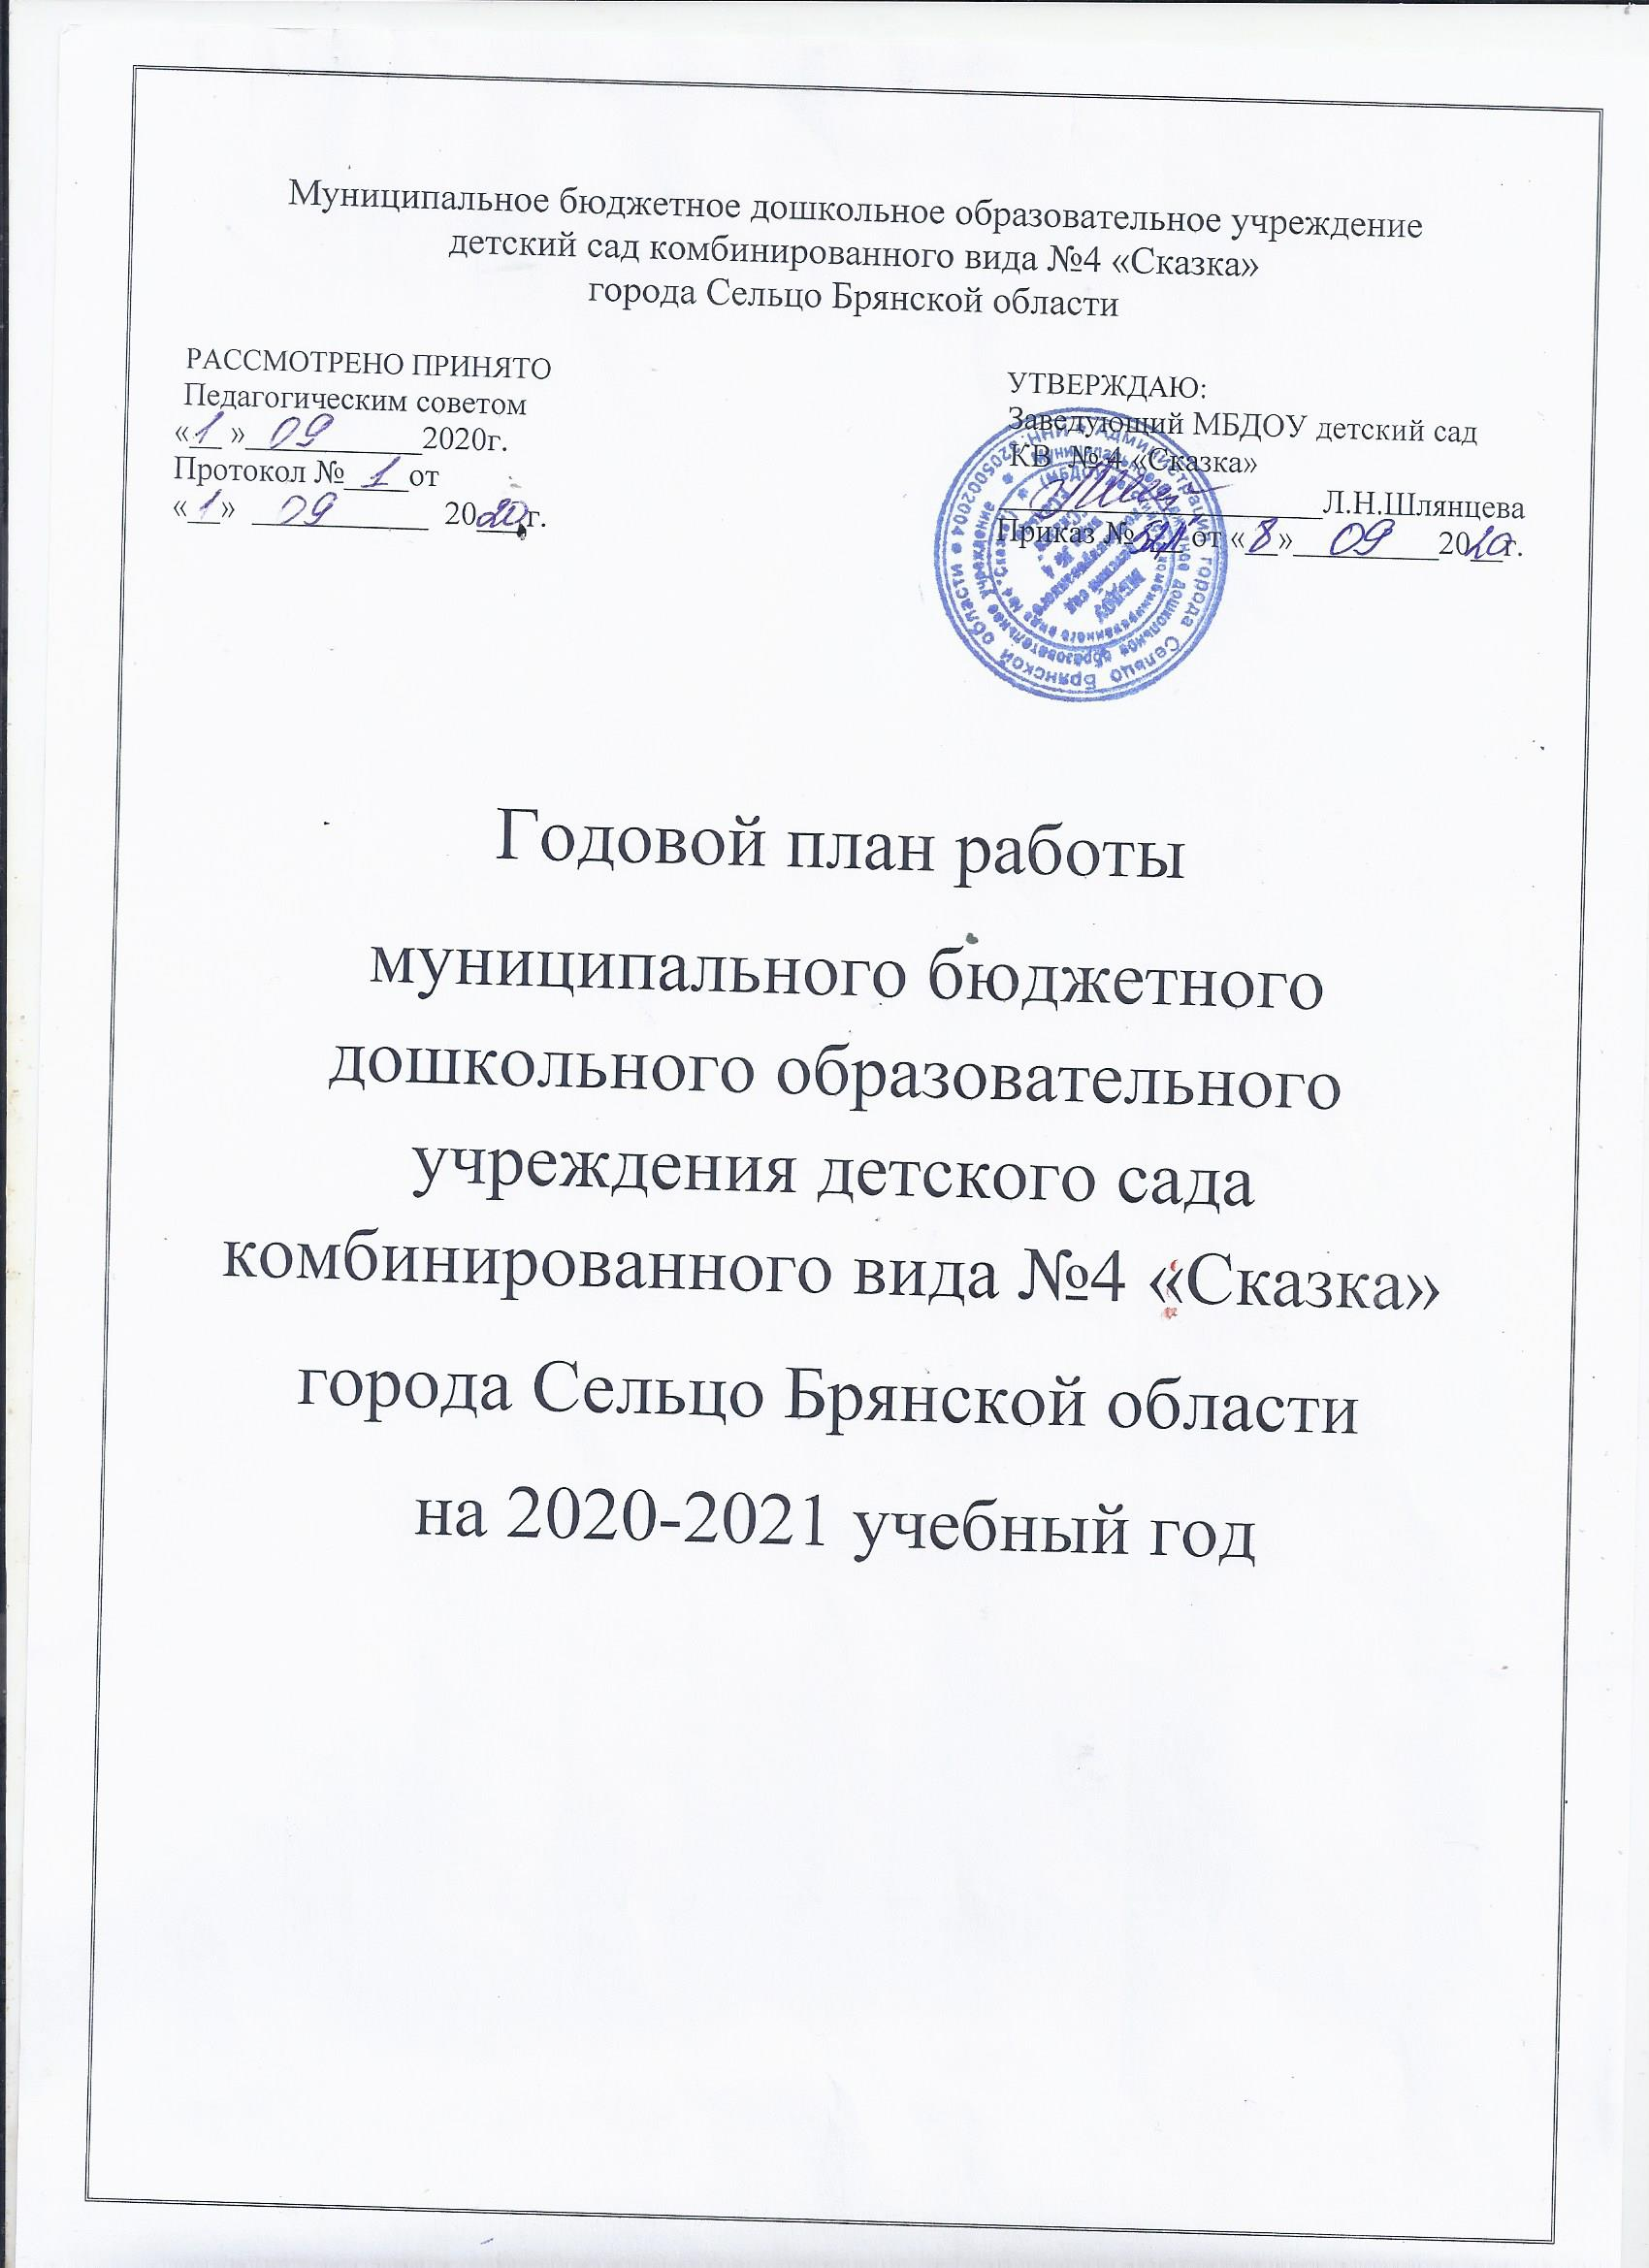 Муниципальное бюджетное дошкольное образовательное учреждение
детский сад комбинированного вида №4 «Сказка»
города Сельцо Брянской области
РАССМОТРЕНО ПРИНЯТО
Педагогическим советом
«1» 09 2020г.
Протокол № 1 от
«1» 09 2020г.
УТВЕРЖДАЮ:
Заведующий МБДОУ детский сад
КВ №4 «Сказка»
Л.Н.Шлянцева
Приказ № от «8» 09 2020г.
Годовой план работы
муниципального бюджетного
дошкольного образовательного
учреждения детского сада
комбинированного вида №4 «Сказка»
города Сельцо Брянской области
на 2020-2021 учебный год